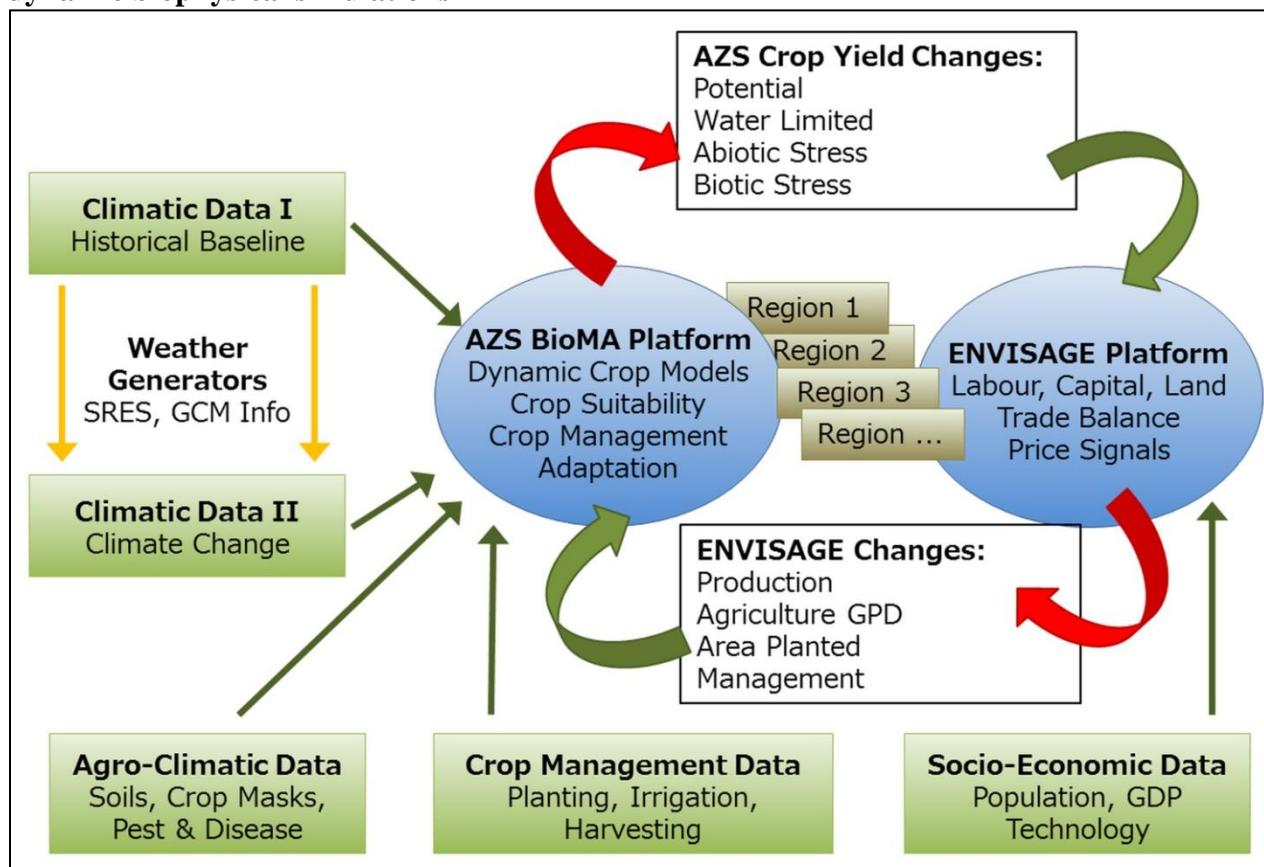 AZS Crop Yield Changes:
Potential
Water Limited
Abiotic Stress
Biotic Stress
Climatic Data I
Historical Baseline
Weather
Generators
SRES, GCM Info
Climatic Data II
Climate Change
AZS BioMA Platform
Dynamic Crop Models
Crop Suitability
Crop Management
Adaptation
Region 1
Region 2
Region 3
Region ...
ENVISAGE Platform
Labour, Capital, Land
Trade Balance
Price Signals
ENVISAGE Changes:
Production
Agriculture GPD
Area Planted
Management
Agro-Climatic Data
Soils, Crop Masks,
Pest & Disease
Crop Management Data
Planting, Irrigation,
Harvesting
Socio-Economic Data
Population, GDP
Technology